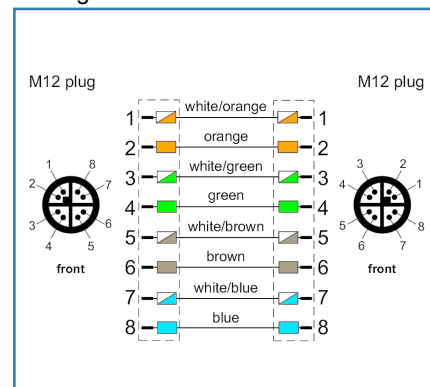 M12 plug
M12 plug
1 white/orange 1
2 orange 2
3 white/green 3
4 green 4
5 white/brown 5
6 brown 6
7 white/blue 7
8 blue 8
1 8
2 7
3 6
4 5
front
3 2
4 1
5 8
6 7
front